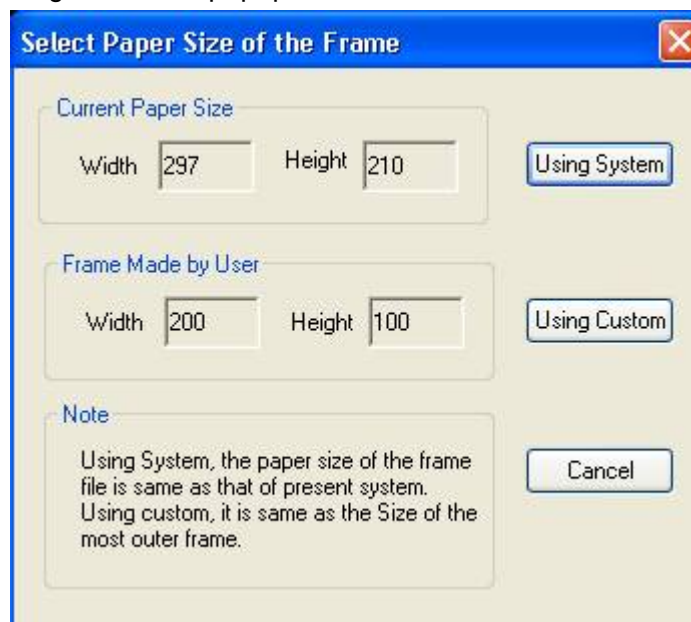 Select Paper Size of the Frame
Current Paper Size
Width 297 Height 210 Using System
Frame Made by User
Width 200 Height 100 Using Custom
Note
Using System, the paper size of the frame
file is same as that of present system.
Using custom, it is same as the Size of the
most outer frame.
Cancel